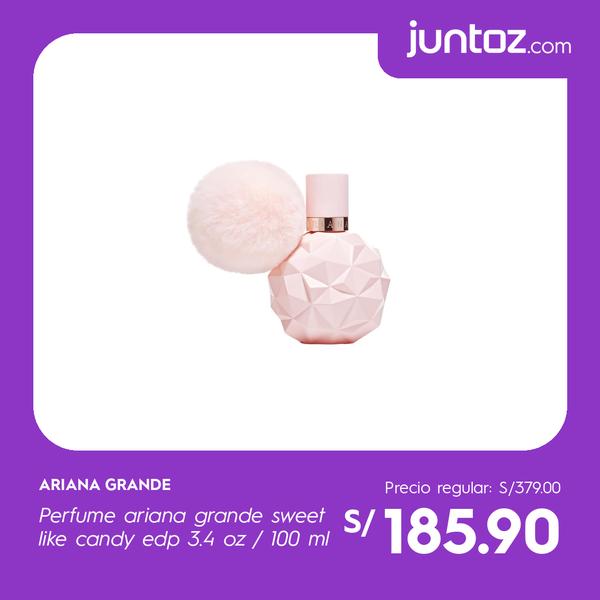 juntoz.com
ARIANA GRANDE
Perfume ariana grande sweet
like candy edp 3.4 oz / 100 ml
Precio regular: S/379.00
S/185.90